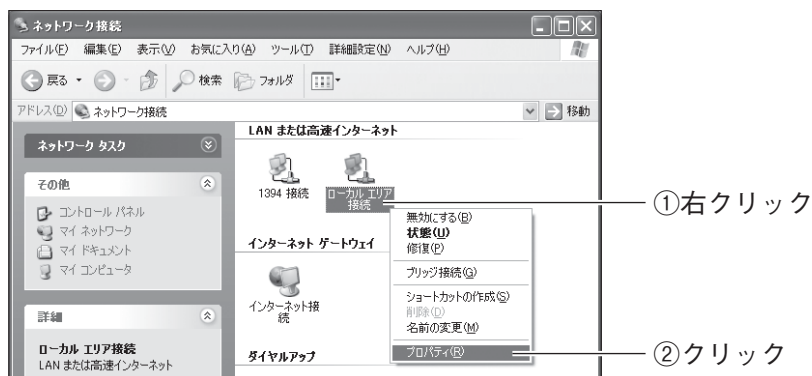 ネットワーク接続
ファイル(F) 編集(E) 表示(V) お気に入り(A) ツール(T) 詳細設定(N) ヘルプ(H)
戻る 検索 フォルダ
アドレス(D) ネットワーク接続 移動
ネットワーク タスク
その他
コントロール パネル
マイ ネットワーク
マイ ドキュメント
マイ コンピュータ
詳細
ローカル エリア接続
LAN または高速インターネット
LAN または高速インターネット
1394 接続
ローカル エリア
接続
インターネット ゲートウェイ
インターネット接
続
ダイヤルアップ
無効にする(B)
状態(U)
修復(P)
ブリッジ接続(G)
ショートカットの作成(S)
削除(D)
名前の変更(M)
プロパティ(R)
①右クリック
②クリック